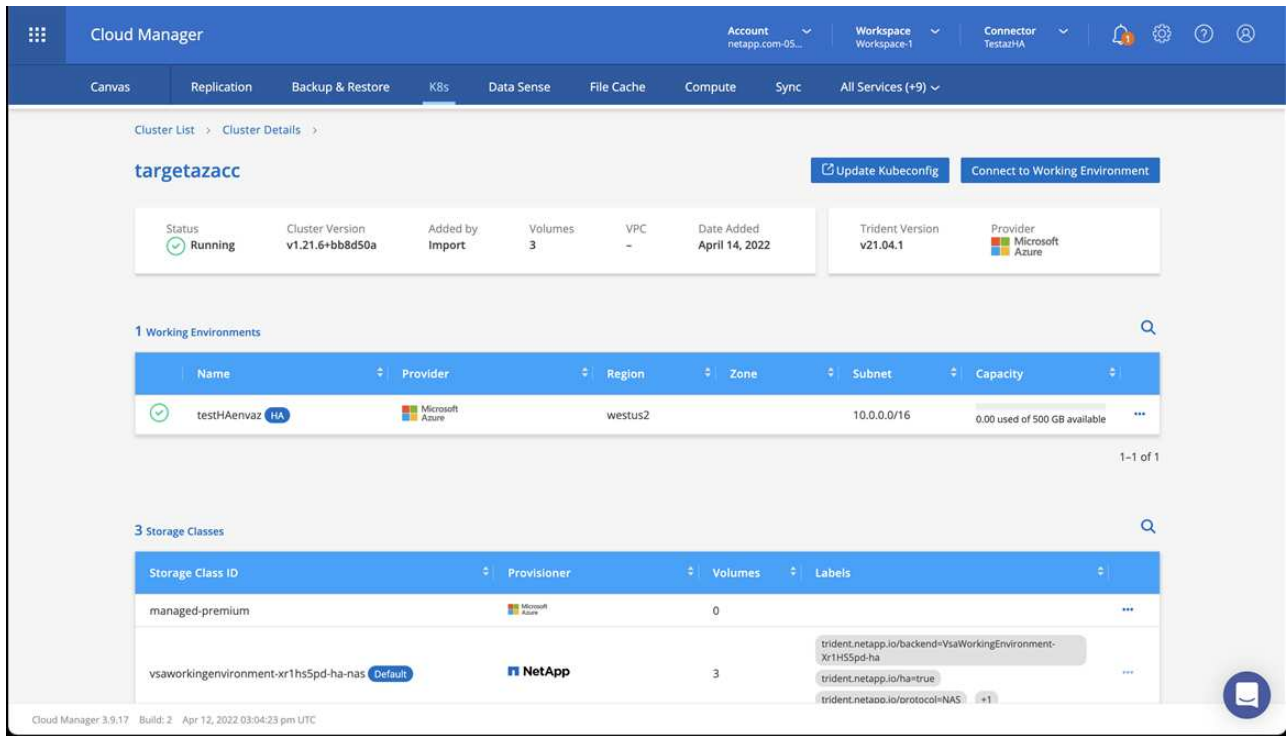 Cloud Manager
Account
netapp.com-05...
Workspace
Workspace-1
Connector
TestazHA
1
Canvas Replication Backup & Restore K8s Data Sense File Cache Compute Sync All Services (+9)
Cluster List > Cluster Details >
targetazacc
Update Kubeconfig Connect to Working Environment
Status Cluster Version Added by Volumes VPC Date Added Trident Version Provider
Running v1.21.6+bb8d50a Import 3 – April 14, 2022 v21.04.1 Microsoft Azure
1 Working Environments
Name Provider Region Zone Subnet Capacity
testHAenvaz HA Microsoft Azure westus2 10.0.0.0/16 0.00 used of 500 GB available
1–1 of 1
3 Storage Classes
Storage Class ID Provisioner Volumes Labels
managed-premium Microsoft Azure 0
trident.netapp.io/backend=VsaWorkingEnvironment-
Xr1HS5pd-ha
vsaworkingenvironment-xr1hs5pd-ha-nas Default NetApp 3 trident.netapp.io/ha=true
trident.netapp.io/protocol=NAS +1
Cloud Manager 3.9.17 Build: 2 Apr 12, 2022 03:04:23 pm UTC